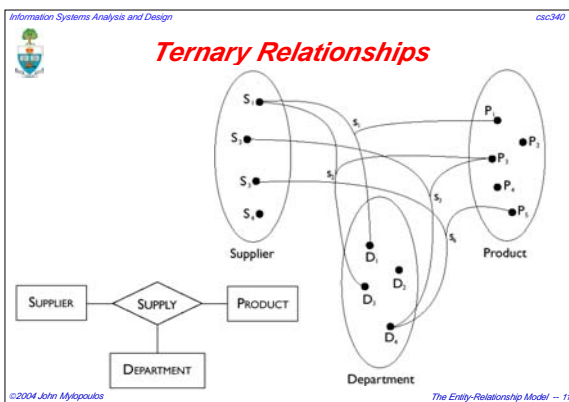 Information Systems Analysis and Design csc340
Ternary Relationships
S₁
S₂
S₃
S₄
Supplier
s₁
s₂
s₃
P₁
P₂
P₃
P₄
P₅
Product
D₁
D₂
D₃
D₄
Department
SUPPLIER
SUPPLY
PRODUCT
DEPARTMENT
©2004 John Mylopoulos The Entity-Relationship Model -- 11